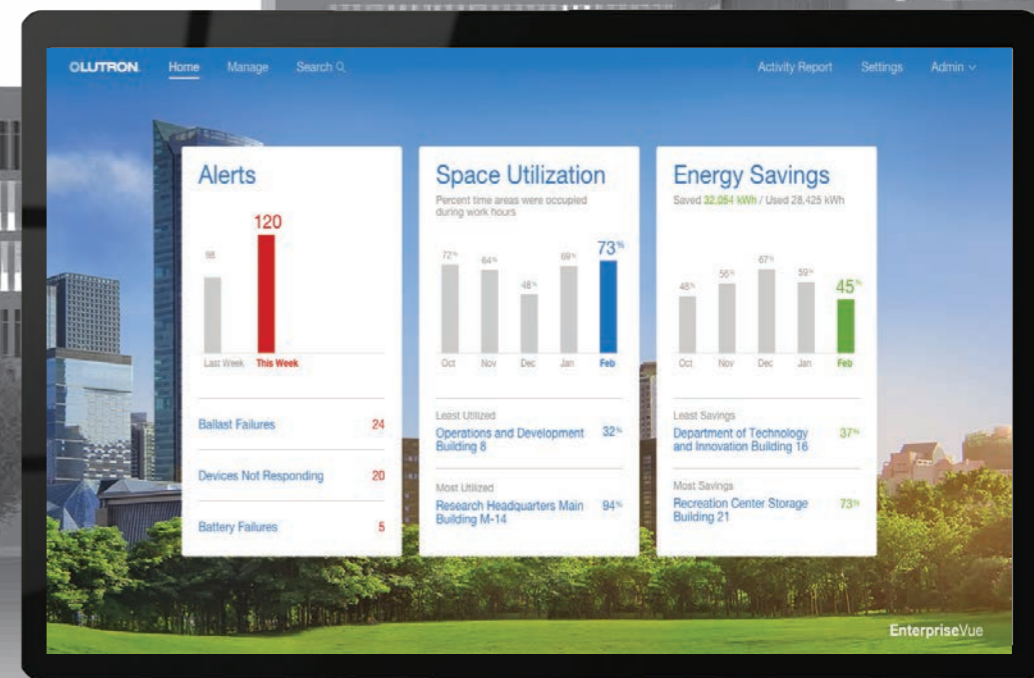 LUTRON
Home
Manage
Search
Activity Report
Settings
Admin
Alerts
120
98
Last Week
This Week
Ballast Failures 24
Devices Not Responding 20
Battery Failures 5
Space Utilization
Percent time areas were occupied
during work hours
72%
64%
48%
69%
73%
Oct
Nov
Dec
Jan
Feb
Least Utilized
Operations and Development 32%
Building 8
Most Utilized
Research Headquarters Main 94%
Building M-14
Energy Savings
Saved 32,054 kWh / Used 28,425 kWh
48%
56%
67%
59%
45%
Oct
Nov
Dec
Jan
Feb
Least Savings
Department of Technology 37%
and Innovation Building 16
Most Savings
Recreation Center Storage 73%
Building 21
EnterpriseVue